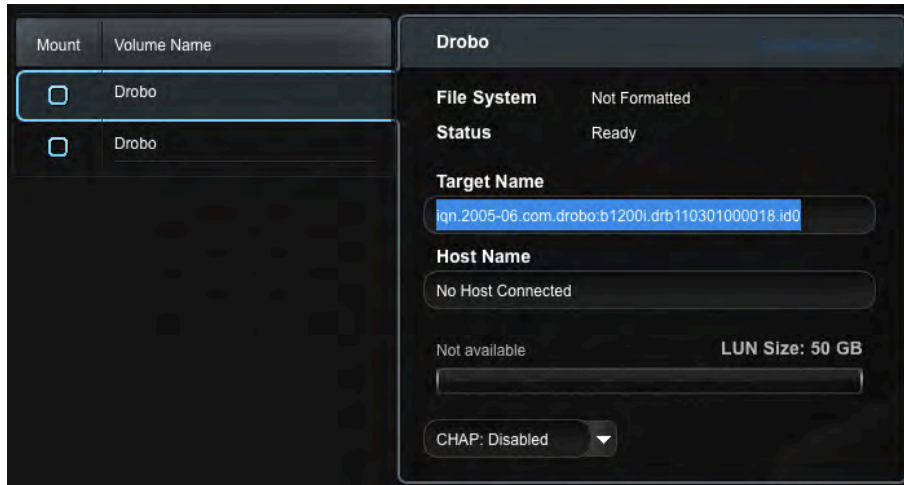 Mount Volume Name
Drobo
Drobo
Drobo
File System Not Formatted
Status Ready
Target Name
iqn.2005-06.com.drobo:b1200i.drb110301000018.id0
Host Name
No Host Connected
Not available LUN Size: 50 GB
CHAP: Disabled